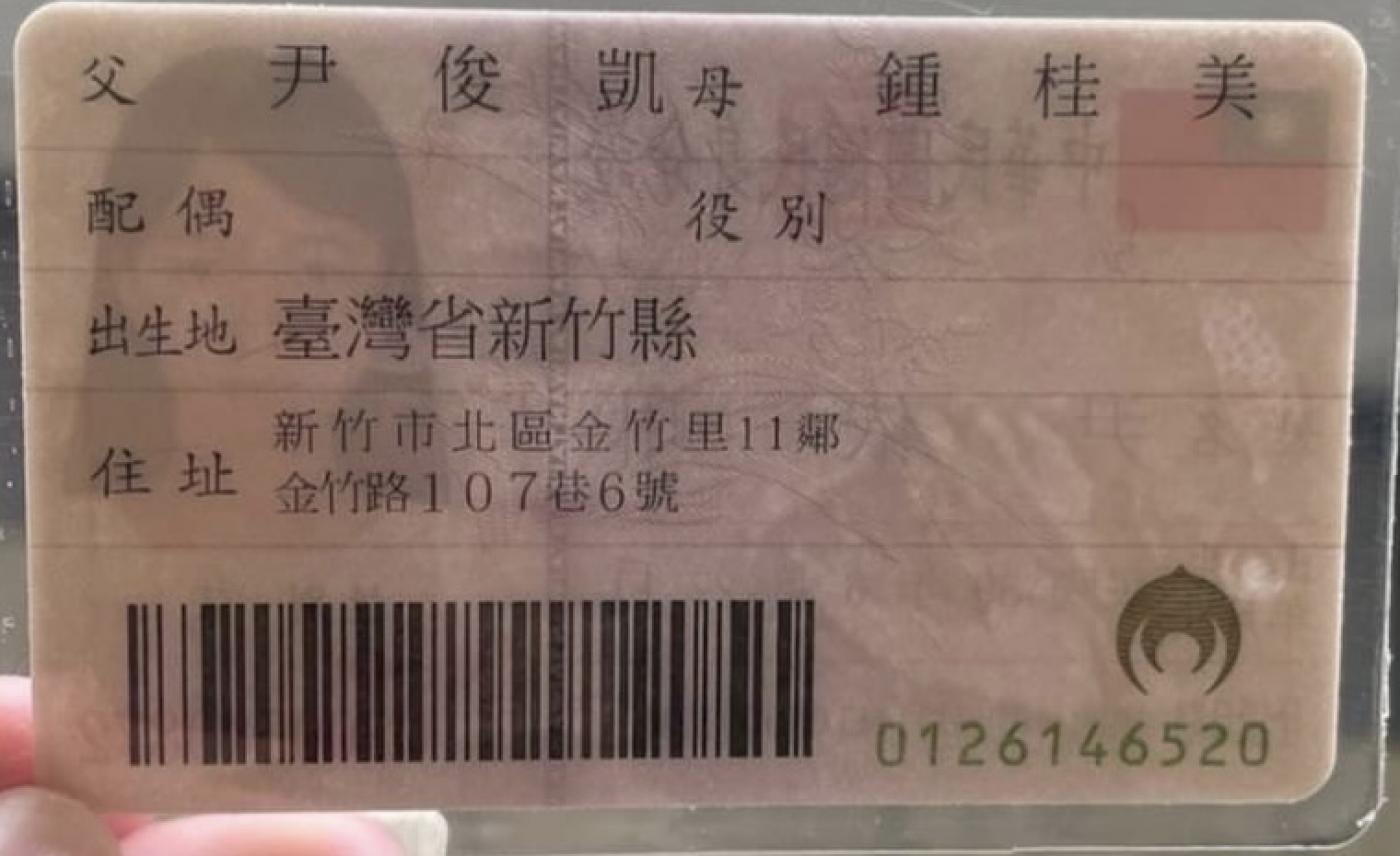 父 尹俊凱 母 鍾桂美
配偶 役別
出生地 臺灣省新竹縣
住址 新竹市北區金竹里11鄰
金竹路107巷6號
0126146520